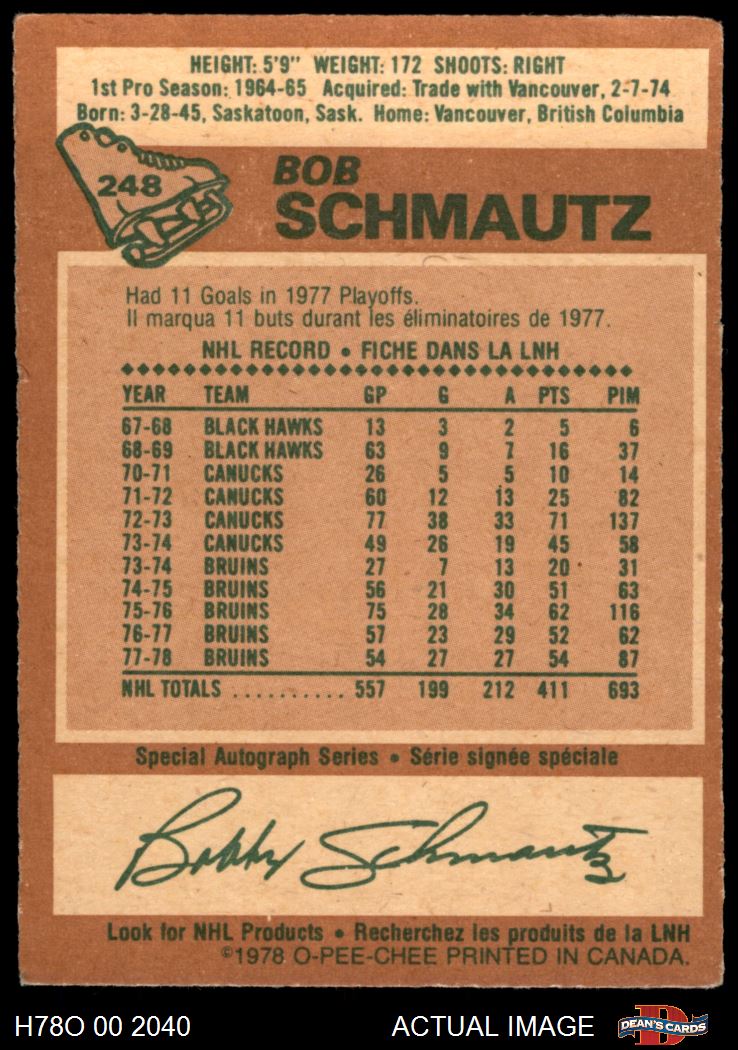 HEIGHT: 5'9" WEIGHT: 172 SHOOTS: RIGHT
1st Pro Season: 1964-65 Acquired: Trade with Vancouver, 2-7-74
Born: 3-28-45, Saskatoon, Sask. Home: Vancouver, British Columbia
248
BOB
SCHMAUTZ
Had 11 Goals in 1977 Playoffs.
Il marqua 11 buts durant les éliminatoires de 1977.
NHL RECORD • FICHE DANS LA LNH
YEAR TEAM GP G A PTS PIM
67-68 BLACK HAWKS 13 3 2 5 6
68-69 BLACK HAWKS 63 9 7 16 37
70-71 CANUCKS 26 5 5 10 14
71-72 CANUCKS 60 12 13 25 82
72-73 CANUCKS 77 38 33 71 137
73-74 CANUCKS 49 26 19 45 58
73-74 BRUINS 27 7 13 20 31
74-75 BRUINS 56 21 30 51 63
75-76 BRUINS 75 28 34 62 116
76-77 BRUINS 57 23 29 52 62
77-78 BRUINS 54 27 27 54 87
NHL TOTALS .......... 557 199 212 411 693
Special Autograph Series • Série signée spéciale
Bobby Schmautz
Look for NHL Products • Recherchez les produits de la LNH
©1978 O-PEE-CHEE PRINTED IN CANADA.
H78O 00 2040 ACTUAL IMAGE D DEAN'S CARDS